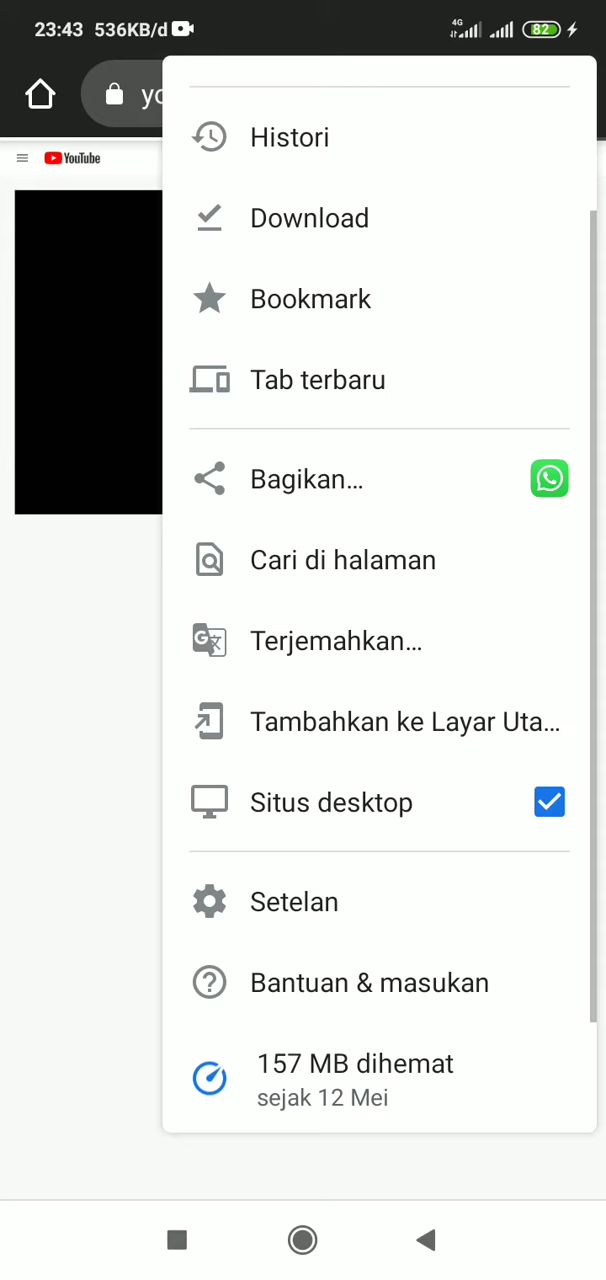 23:43 536KB/d 4G 82
yo
YouTube
Histori
Download
Bookmark
Tab terbaru
Bagikan...
Cari di halaman
G
Terjemahkan...
Tambahkan ke Layar Uta...
Situs desktop
Setelan
Bantuan & masukan
157 MB dihemat
sejak 12 Mei